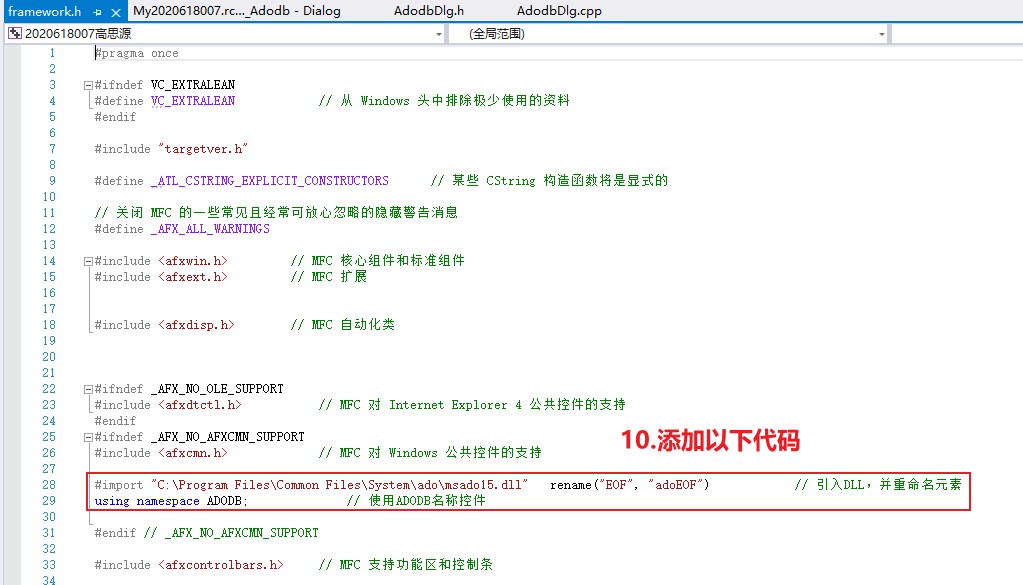 framework.h
My2020618007.rc..._Adodb - Dialog
AdodbDlg.h
AdodbDlg.cpp
2020618007高思源
(全局范围)
1 #pragma once
2
3 #ifndef VC_EXTRALEAN
4 #define VC_EXTRALEAN // 从 Windows 头中排除极少使用的资料
5 #endif
6
7 #include "targetver.h"
8
9 #define _ATL_CSTRING_EXPLICIT_CONSTRUCTORS // 某些 CString 构造函数将是显式的
10
11 // 关闭 MFC 的一些常见且经常可放心忽略的隐藏警告消息
12 #define _AFX_ALL_WARNINGS
13
14 #include <afxwin.h> // MFC 核心组件和标准组件
15 #include <afxext.h> // MFC 扩展
16
17
18 #include <afxdisp.h> // MFC 自动化类
19
20
21
22 #ifndef _AFX_NO_OLE_SUPPORT
23 #include <afxdtctl.h> // MFC 对 Internet Explorer 4 公共控件的支持
24 #endif
25 #ifndef _AFX_NO_AFXCMN_SUPPORT
26 #include <afxcmn.h> // MFC 对 Windows 公共控件的支持
10.添加以下代码
27
28 #import "C:\Program Files\Common Files\System\ado\msado15.dll" rename("EOF", "adoEOF") // 引入DLL，并重命名元素
29 using namespace ADODB; // 使用ADODB名称控件
30
31 #endif // _AFX_NO_AFXCMN_SUPPORT
32
33 #include <afxcontrolbars.h> // MFC 支持功能区和控制条
34